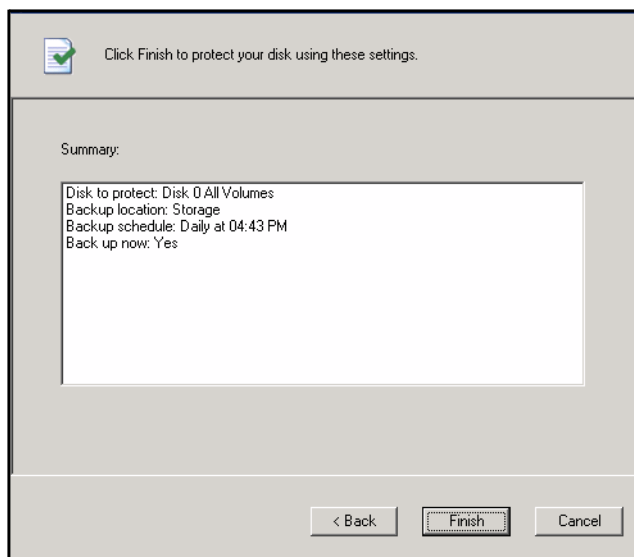 Click Finish to protect your disk using these settings.
Summary:
Disk to protect: Disk 0 All Volumes
Backup location: Storage
Backup schedule: Daily at 04:43 PM
Back up now: Yes
< Back Finish Cancel